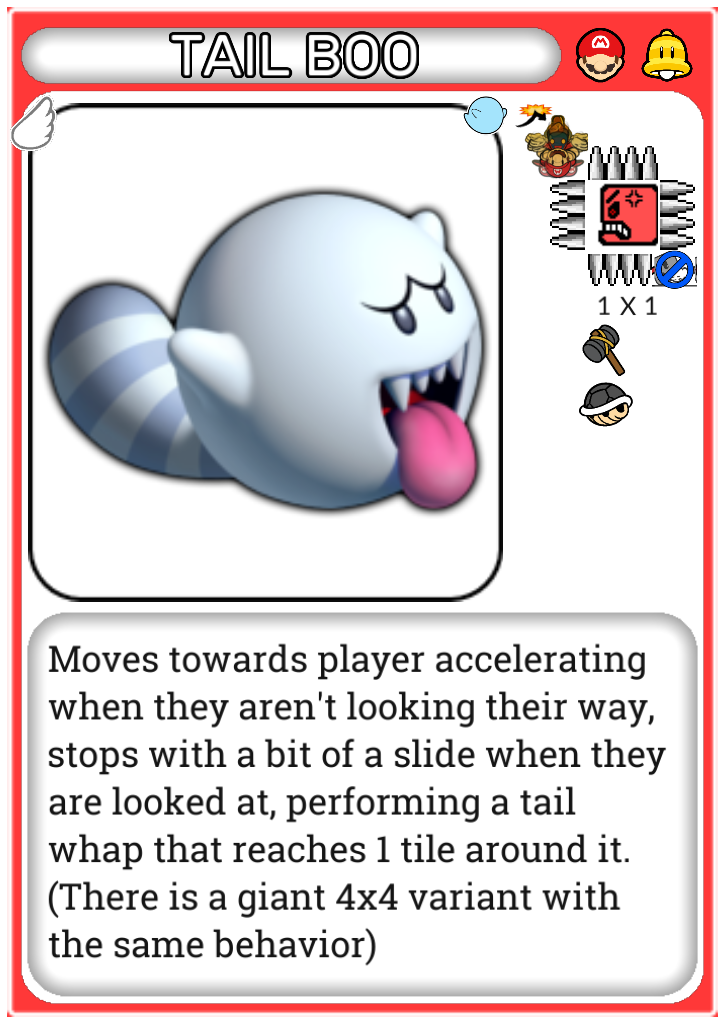 TAIL BOO
1 X 1
Moves towards player accelerating
when they aren't looking their way,
stops with a bit of a slide when they
are looked at, performing a tail
whap that reaches 1 tile around it.
(There is a giant 4x4 variant with
the same behavior)